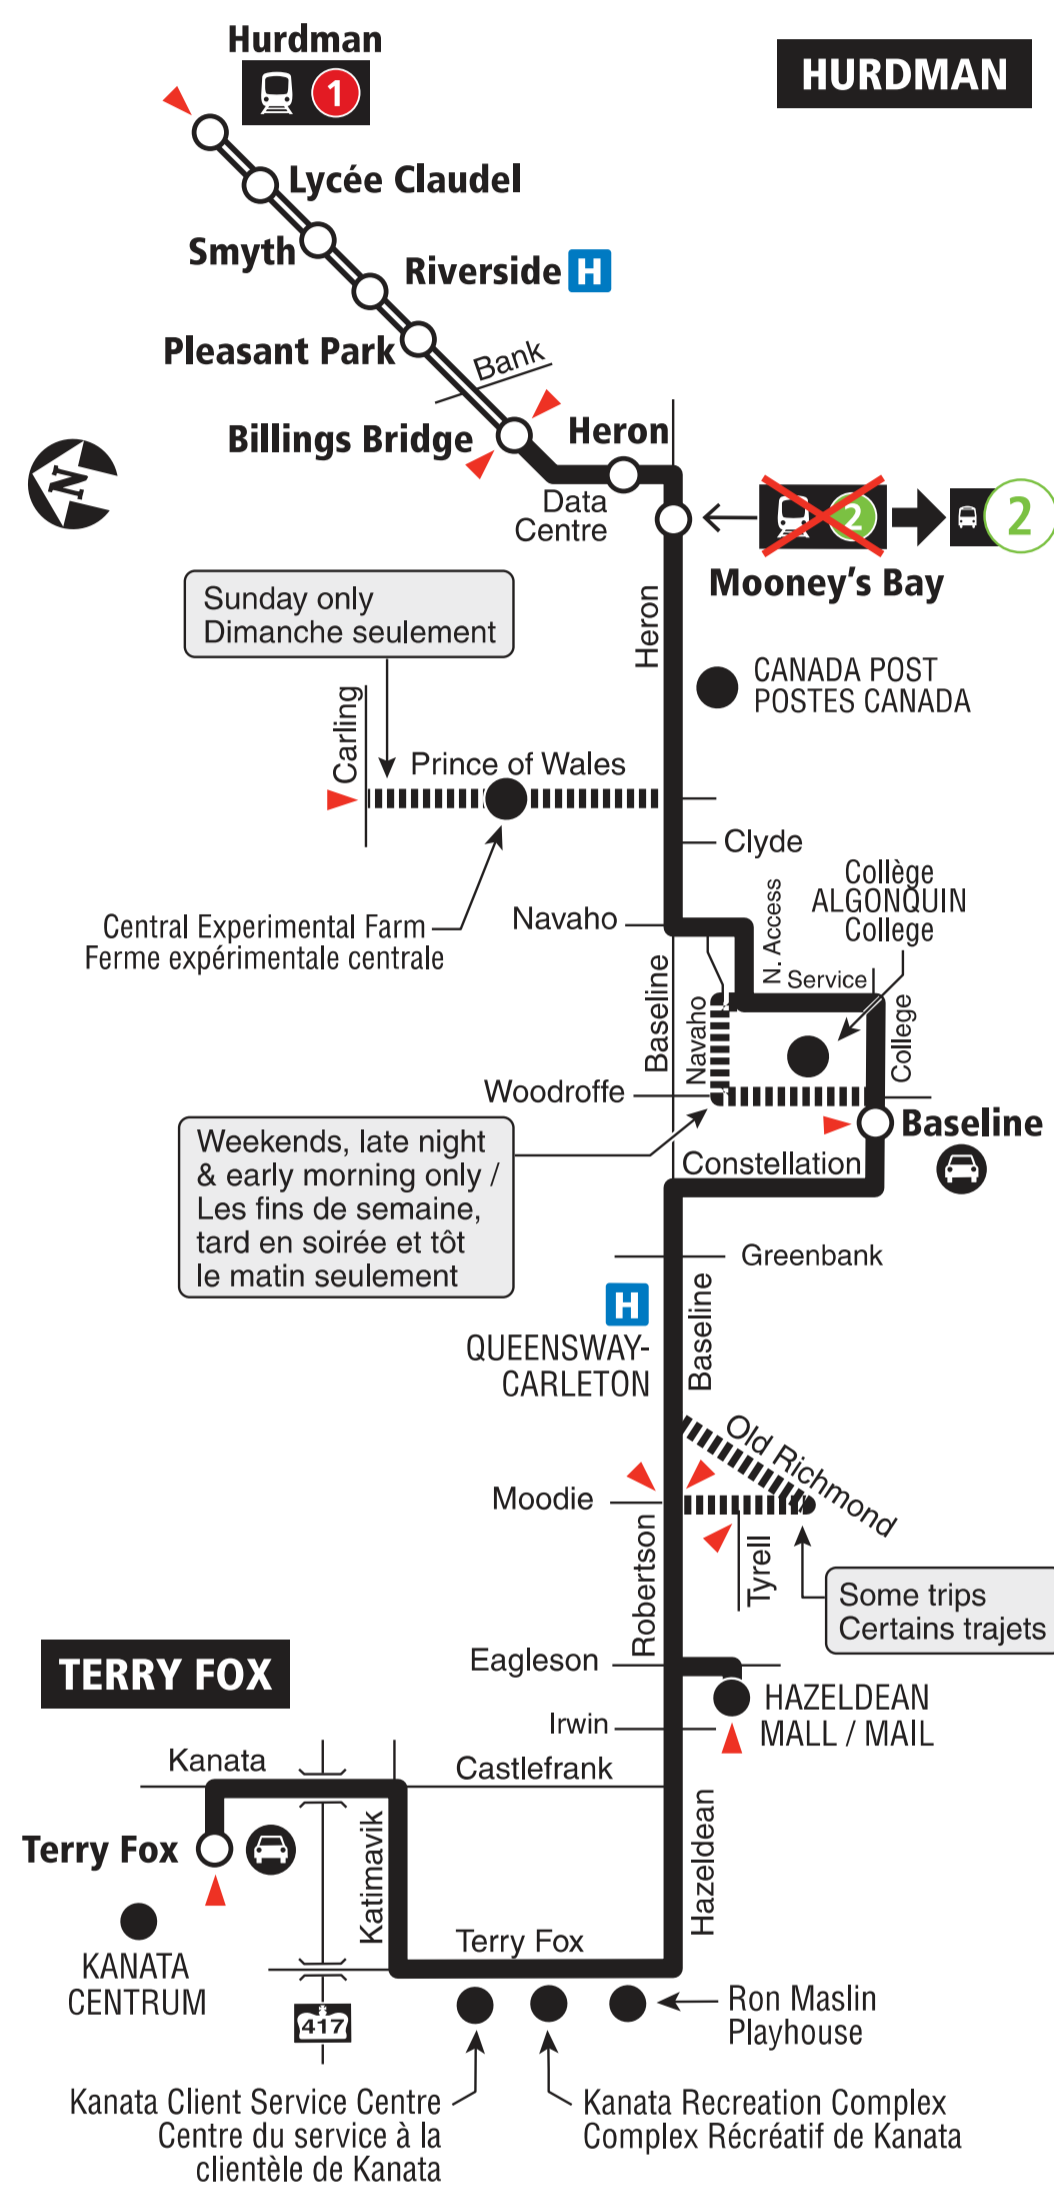 Hurdman
1
HURDMAN
Lycée Claudel
Smyth
Riverside H
Pleasant Park
Bank
Billings Bridge
Heron
N
Data
Centre
2
2
Mooney's Bay
Sunday only
Dimanche seulement
Heron
CANADA POST
POSTES CANADA
Carling
Prince of Wales
Clyde
Collège
ALGONQUIN
College
Central Experimental Farm
Ferme expérimentale centrale
Navaho
N. Access
Service
Baseline
Navaho
College
Woodroffe
Baseline
Weekends, late night
& early morning only /
Les fins de semaine,
tard en soirée et tôt
le matin seulement
Constellation
Greenbank
H
QUEENSWAY-
CARLETON
Baseline
Old Richmond
Moodie
Robertson
Tyrell
Some trips
Certains trajets
TERRY FOX
Eagleson
HAZELDEAN
MALL / MAIL
Irwin
Kanata
Castlefrank
Hazeldean
Terry Fox
Katimavik
KANATA
CENTRUM
Terry Fox
417
Ron Maslin
Playhouse
Kanata Client Service Centre
Centre du service à la
clientèle de Kanata
Kanata Recreation Complex
Complex Récréatif de Kanata